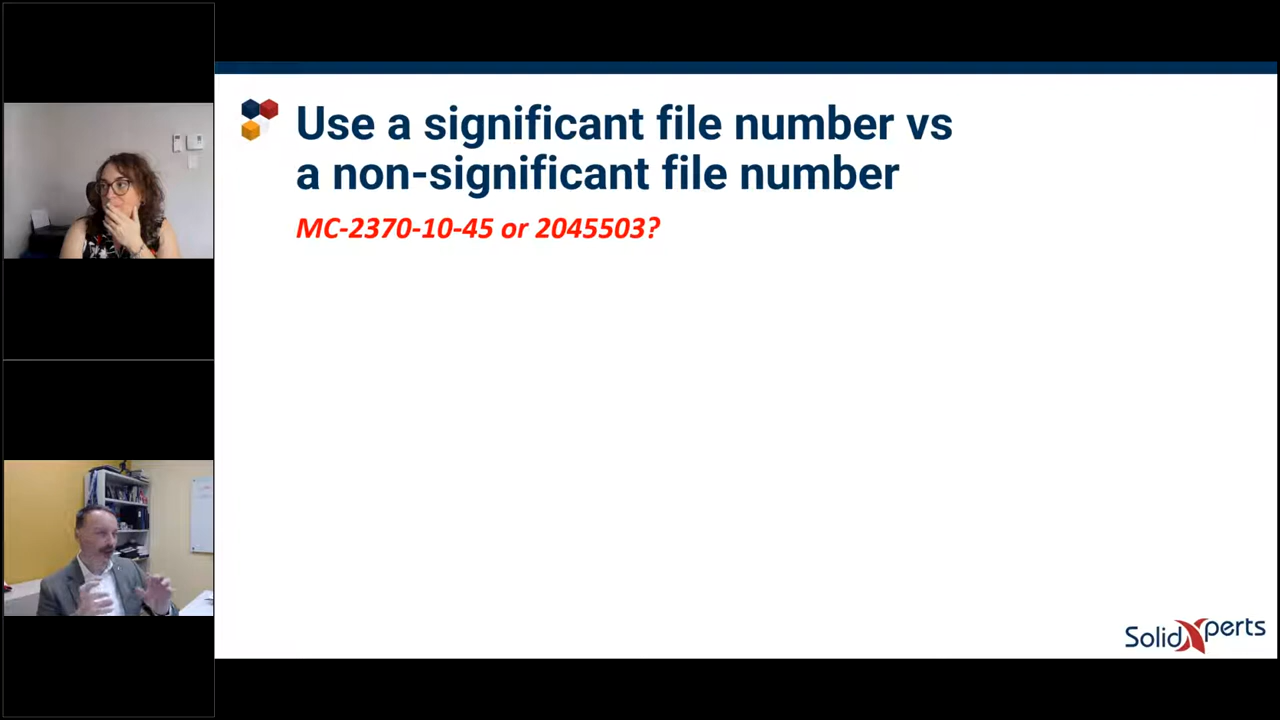 Use a significant file number vs
a non-significant file number
MC-2370-10-45 or 2045503?
SolidXperts